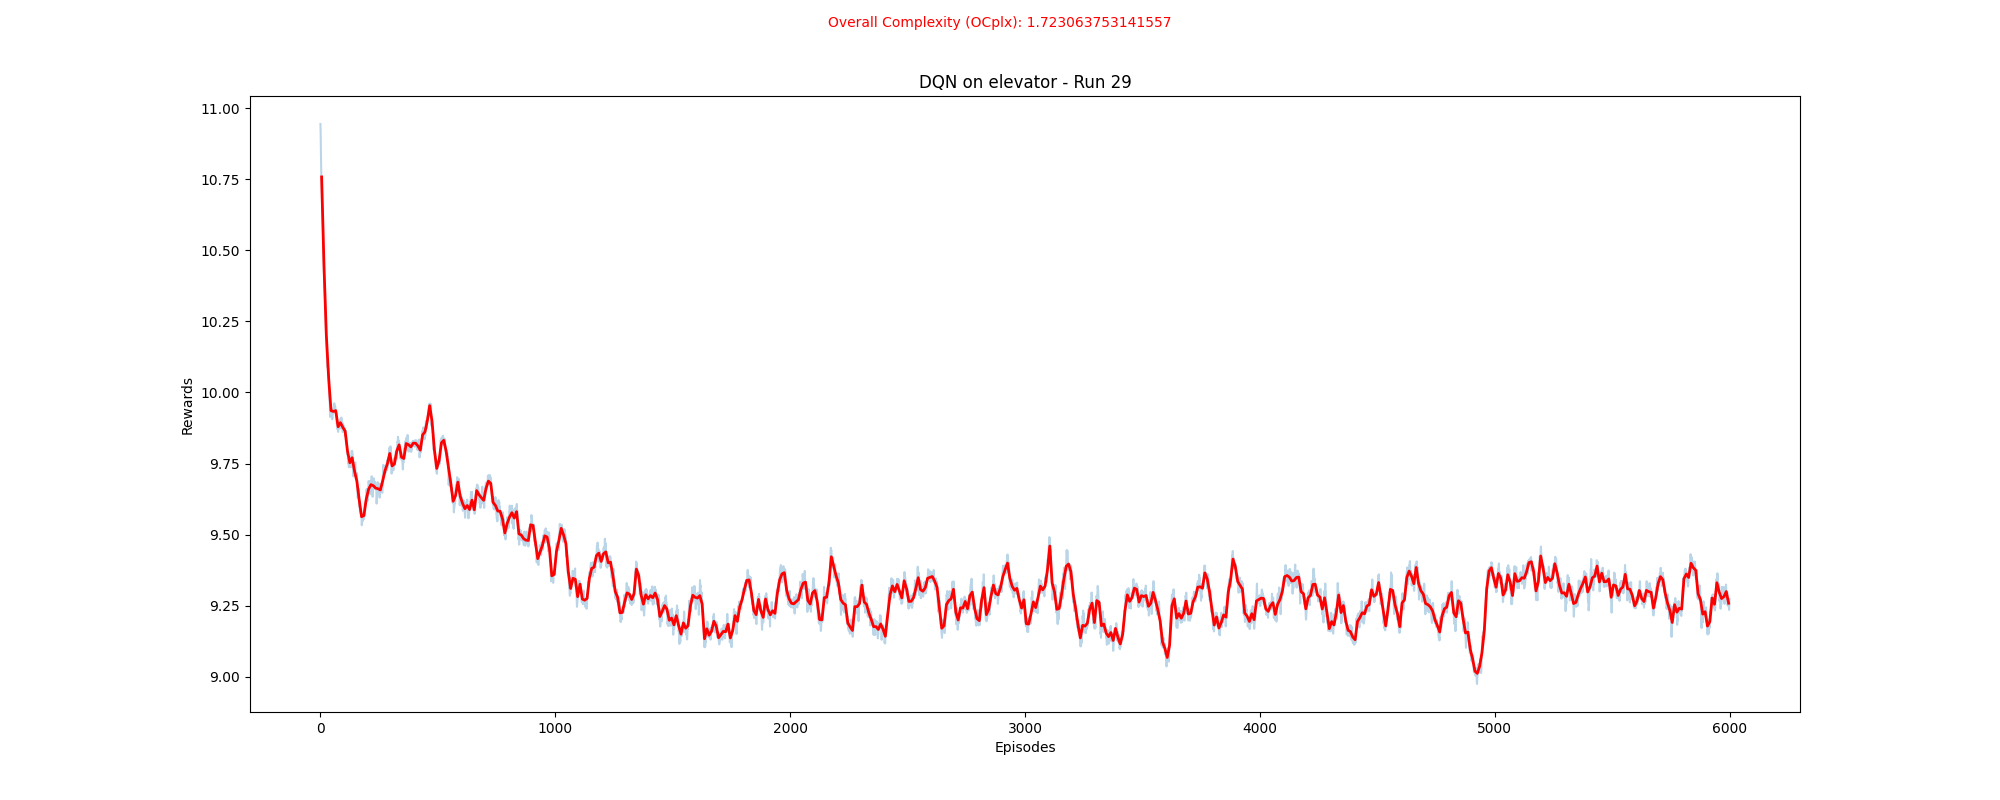 Overall Complexity (OCplx): 1.723063753141557
DQN on elevator - Run 29
11.00
10.75
10.50
10.25
10.00
9.75
9.50
9.25
9.00
Rewards
0 1000 2000 3000 4000 5000 6000
Episodes